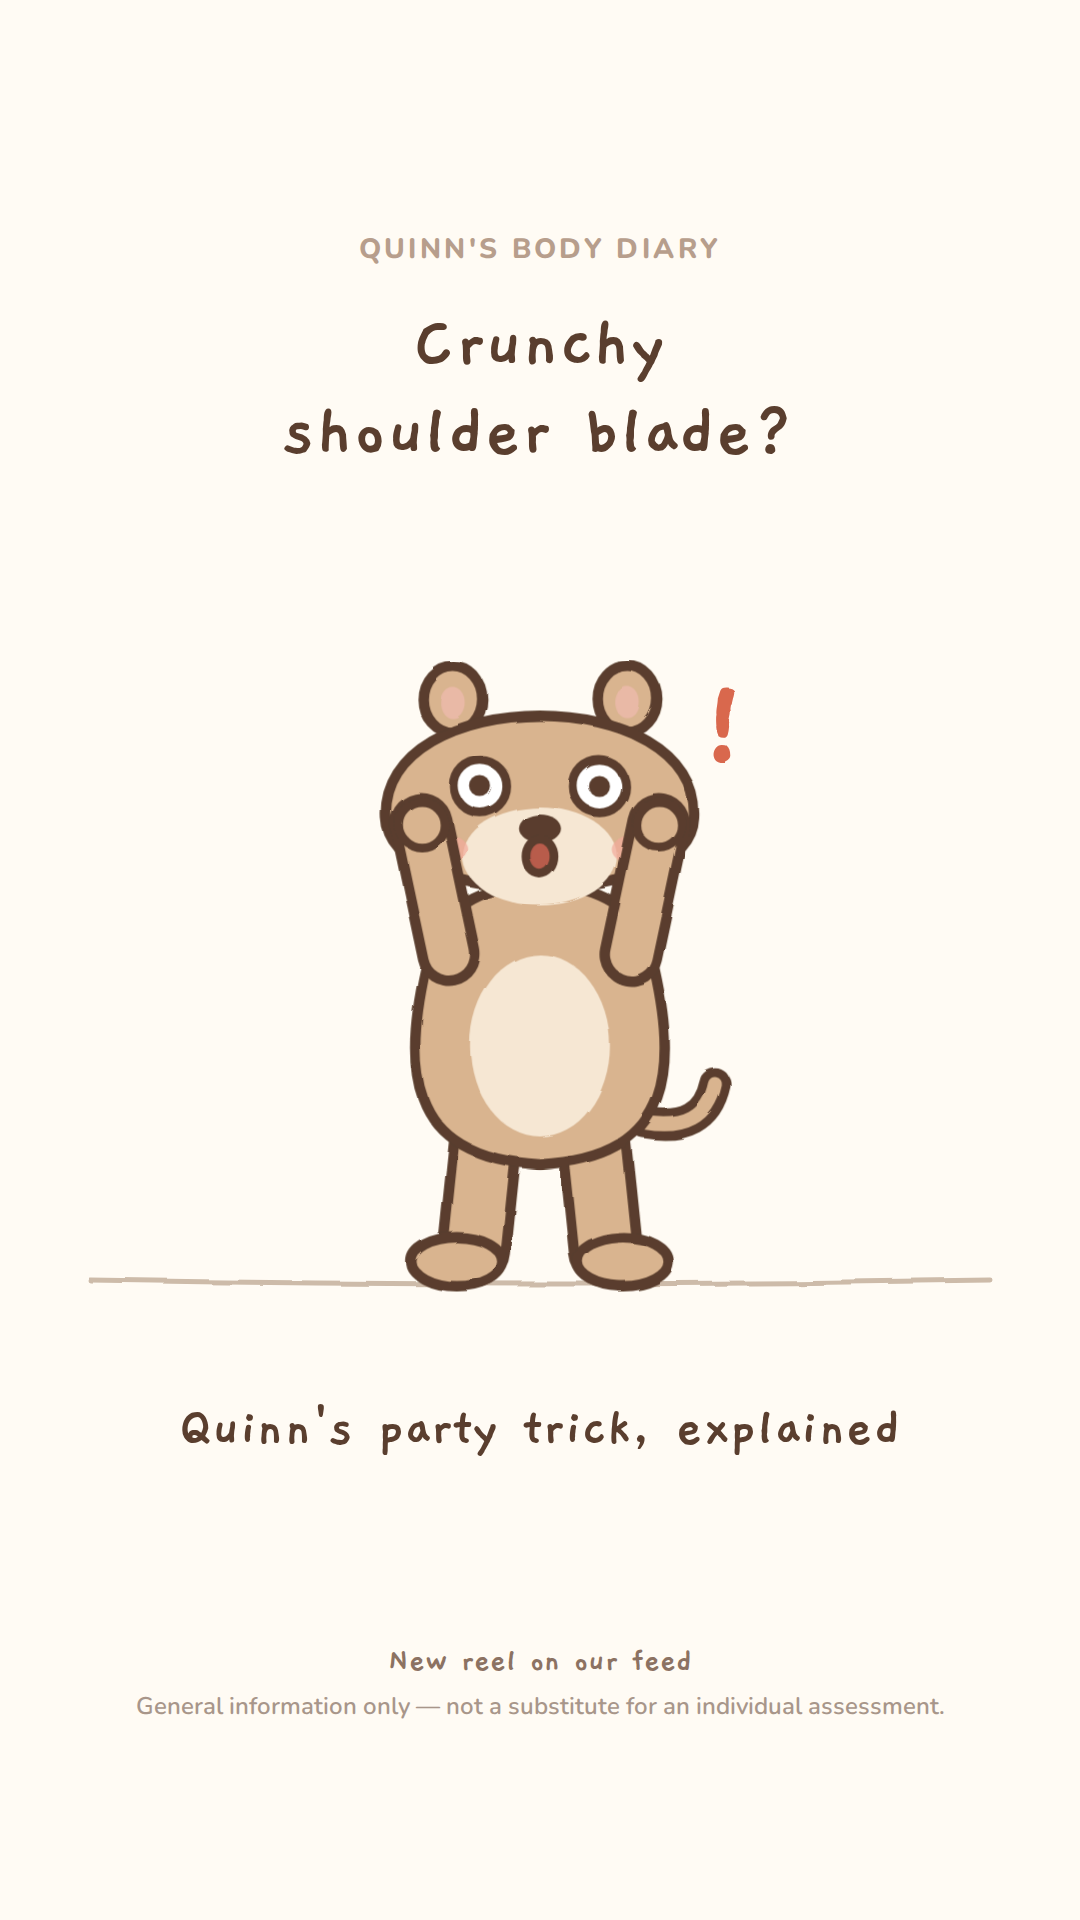 QUINN'S BODY DIARY
Crunchy
shoulder blade?
!
Quinn's party trick, explained
New reel on our feed
General information only — not a substitute for an individual assessment.